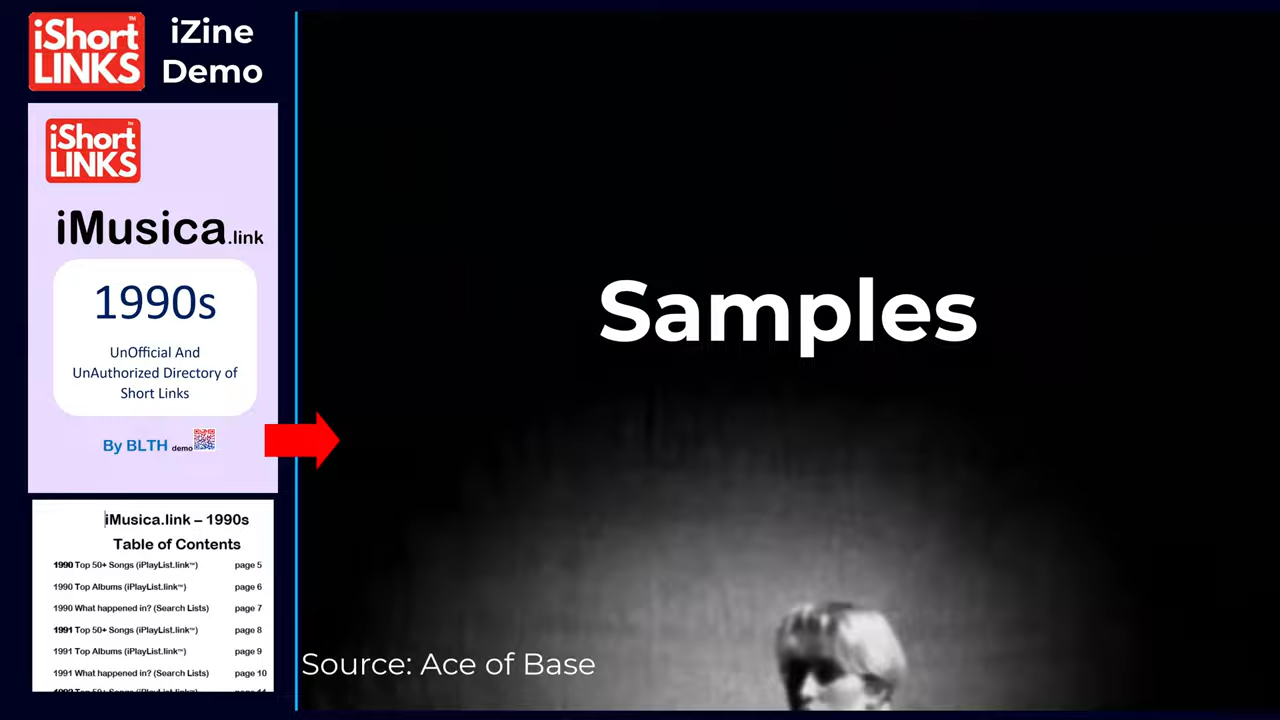 iShort™
LINKS
iZine
Demo
iShort™
LINKS
iMusica.link
1990s
UnOfficial And
UnAuthorized Directory of
Short Links
By BLTH demo
iMusica.link – 1990s
Table of Contents
1990 Top 50+ Songs (iPlayList.link™) page 5
1990 Top Albums (iPlayList.link™) page 6
1990 What happened in? (Search Lists) page 7
1991 Top 50+ Songs (iPlayList.link™) page 8
1991 Top Albums (iPlayList.link™) page 9
1991 What happened in? (Search Lists) page 10
Samples
Source: Ace of Base